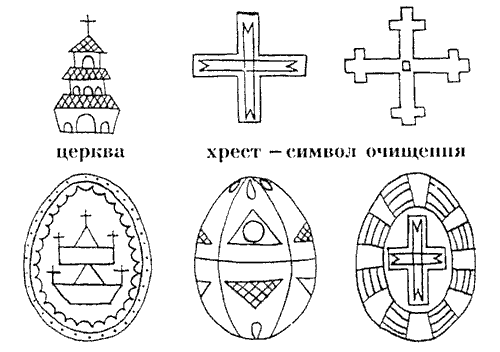 церква
хрест – символ очищення